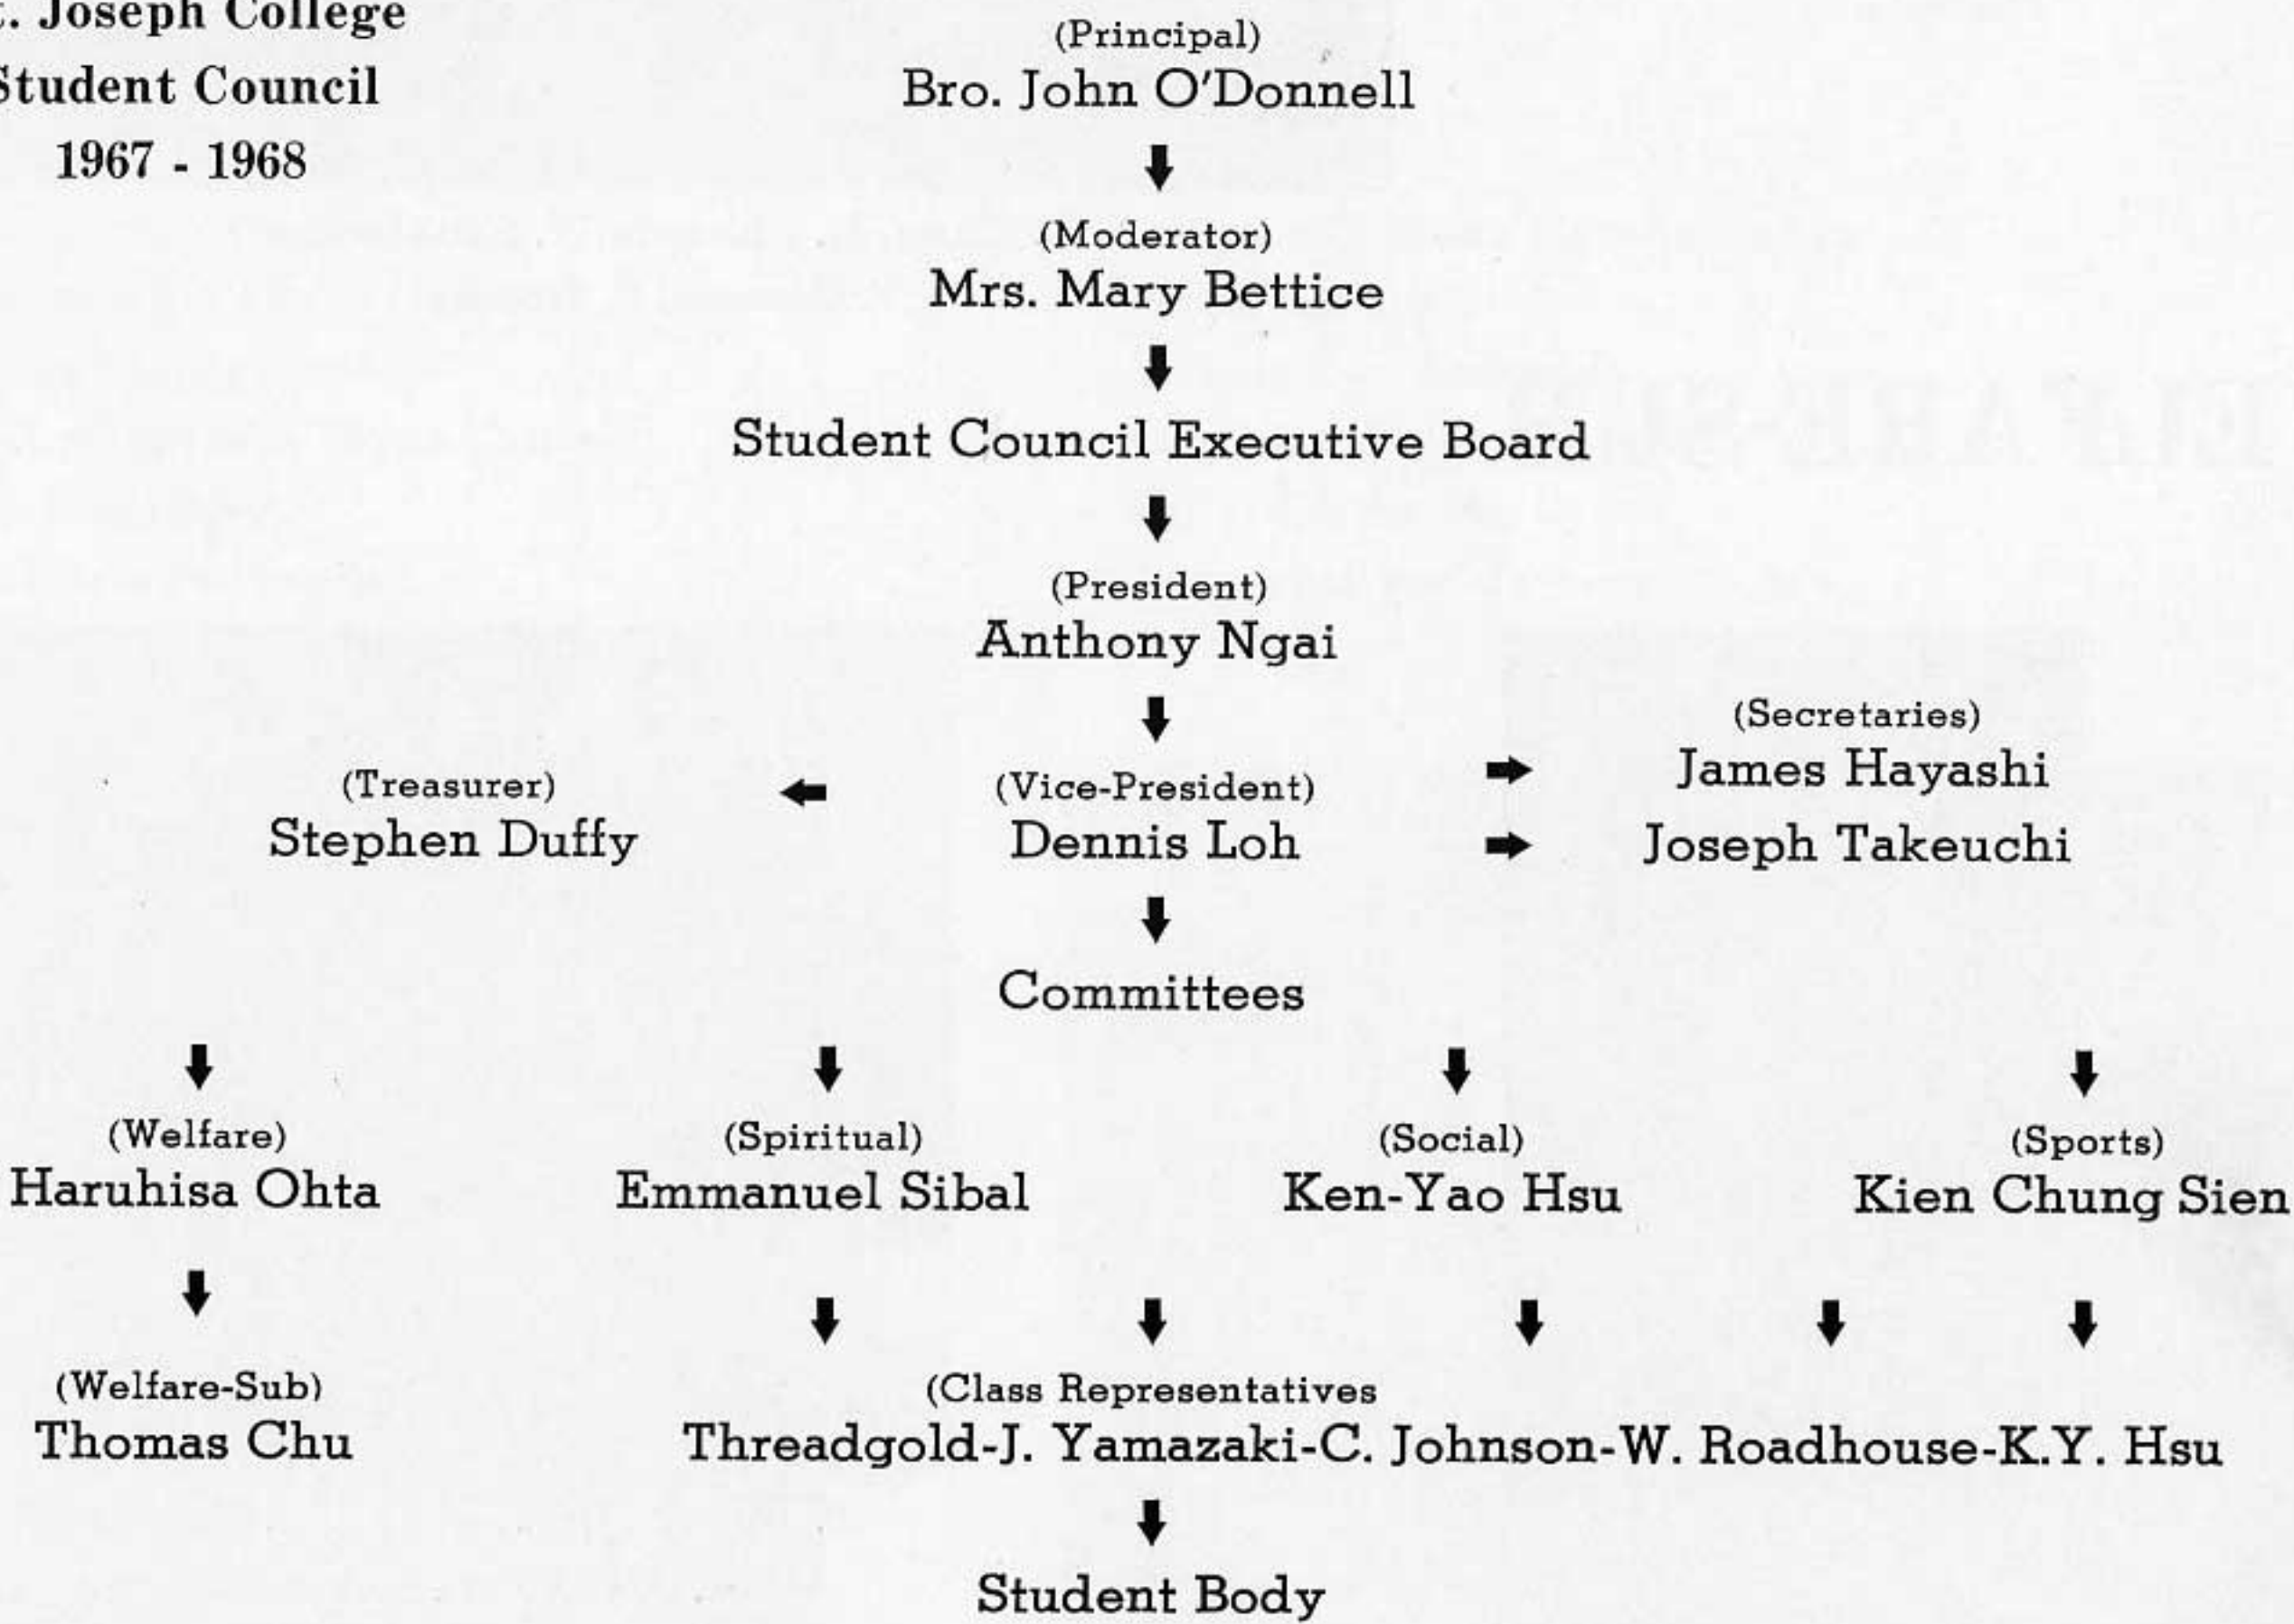 . Joseph College
Student Council
1967 - 1968
(Principal)
Bro. John O'Donnell
(Moderator)
Mrs. Mary Bettice
Student Council Executive Board
(President)
Anthony Ngai
(Secretaries)
James Hayashi
(Treasurer)
(Vice-President)
Stephen Duffy
Dennis Loh
Joseph Takeuchi
Committees
(Welfare)
(Spiritual)
(Social)
(Sports)
Haruhisa Ohta
Emmanuel Sibal
Ken-Yao Hsu
Kien Chung Sien
(Welfare-Sub)
(Class Representatives
Thomas Chu
Threadgold-J. Yamazaki-C. Johnson-W. Roadhouse-K.Y. Hsu
Student Body